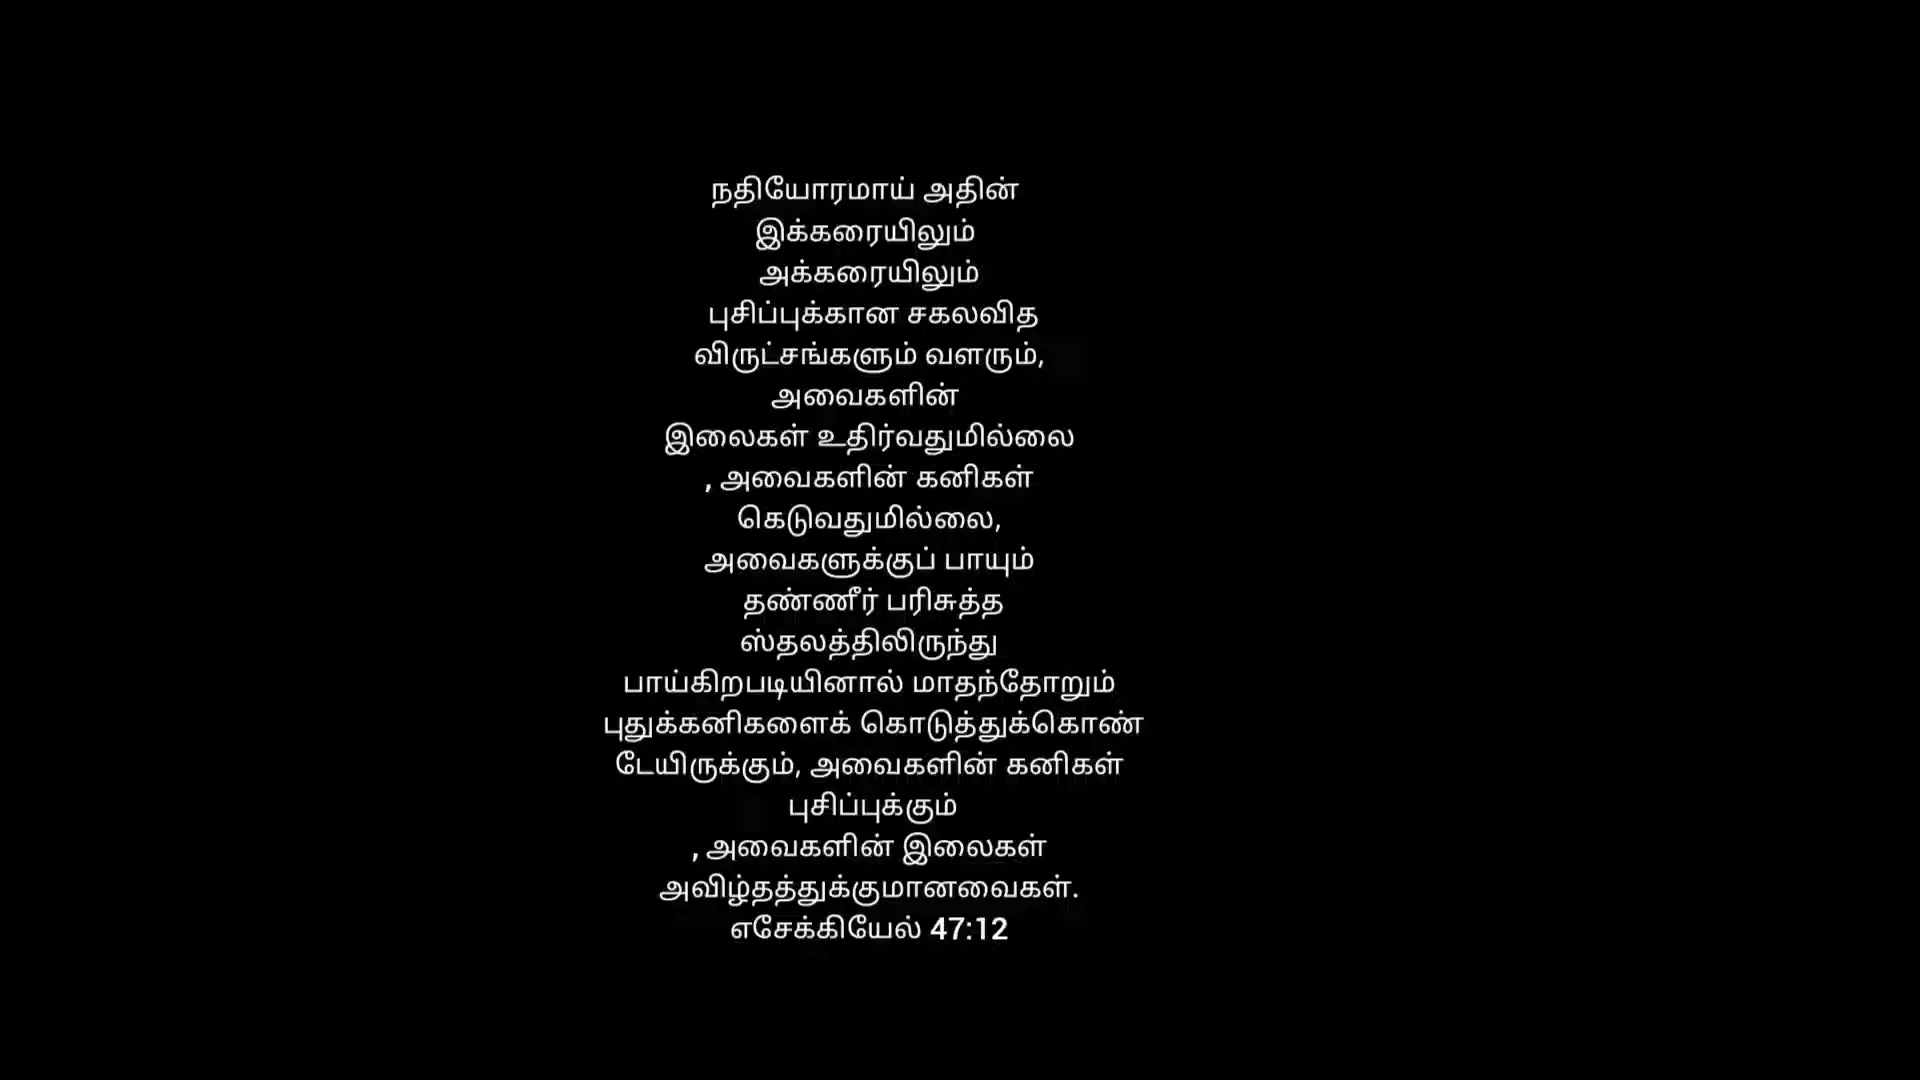 நதியோரமாய் அதின்
இக்கரையிலும்
அக்கரையிலும்
புசிப்புக்கான சகலவித
விருட்சங்களும் வளரும்,
அவைகளின்
இலைகள் உதிர்வதுமில்லை
, அவைகளின் கனிகள்
கெடுவதுமில்லை,
அவைகளுக்குப் பாயும்
தண்ணீர் பரிசுத்த
ஸ்தலத்திலிருந்து
பாய்கிறபடியினால் மாதந்தோறும்
புதுக்கனிகளைக் கொடுத்துக்கொண்
டேயிருக்கும், அவைகளின் கனிகள்
புசிப்புக்கும்
, அவைகளின் இலைகள்
அவிழ்தத்துக்குமானவைகள்.
எசேக்கியேல் 47:12